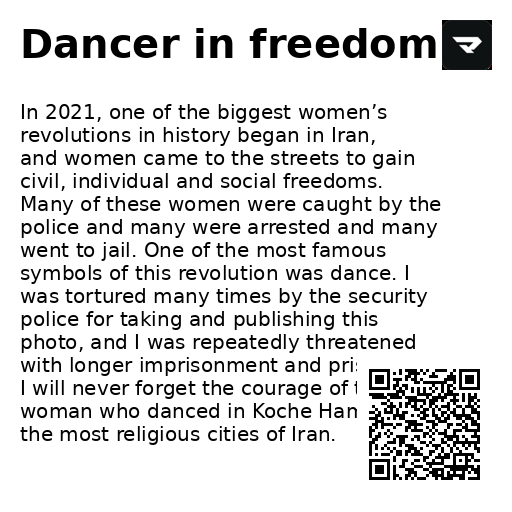 Dancer in freedom
In 2021, one of the biggest women’s
revolutions in history began in Iran,
and women came to the streets to gain
civil, individual and social freedoms.
Many of these women were caught by the
police and many were arrested and many
went to jail. One of the most famous
symbols of this revolution was dance. I
was tortured many times by the security
police for taking and publishing this
photo, and I was repeatedly threatened
with longer imprisonment and
I will never forget the courage of
woman who danced in Koche
the most religious cities of Iran.